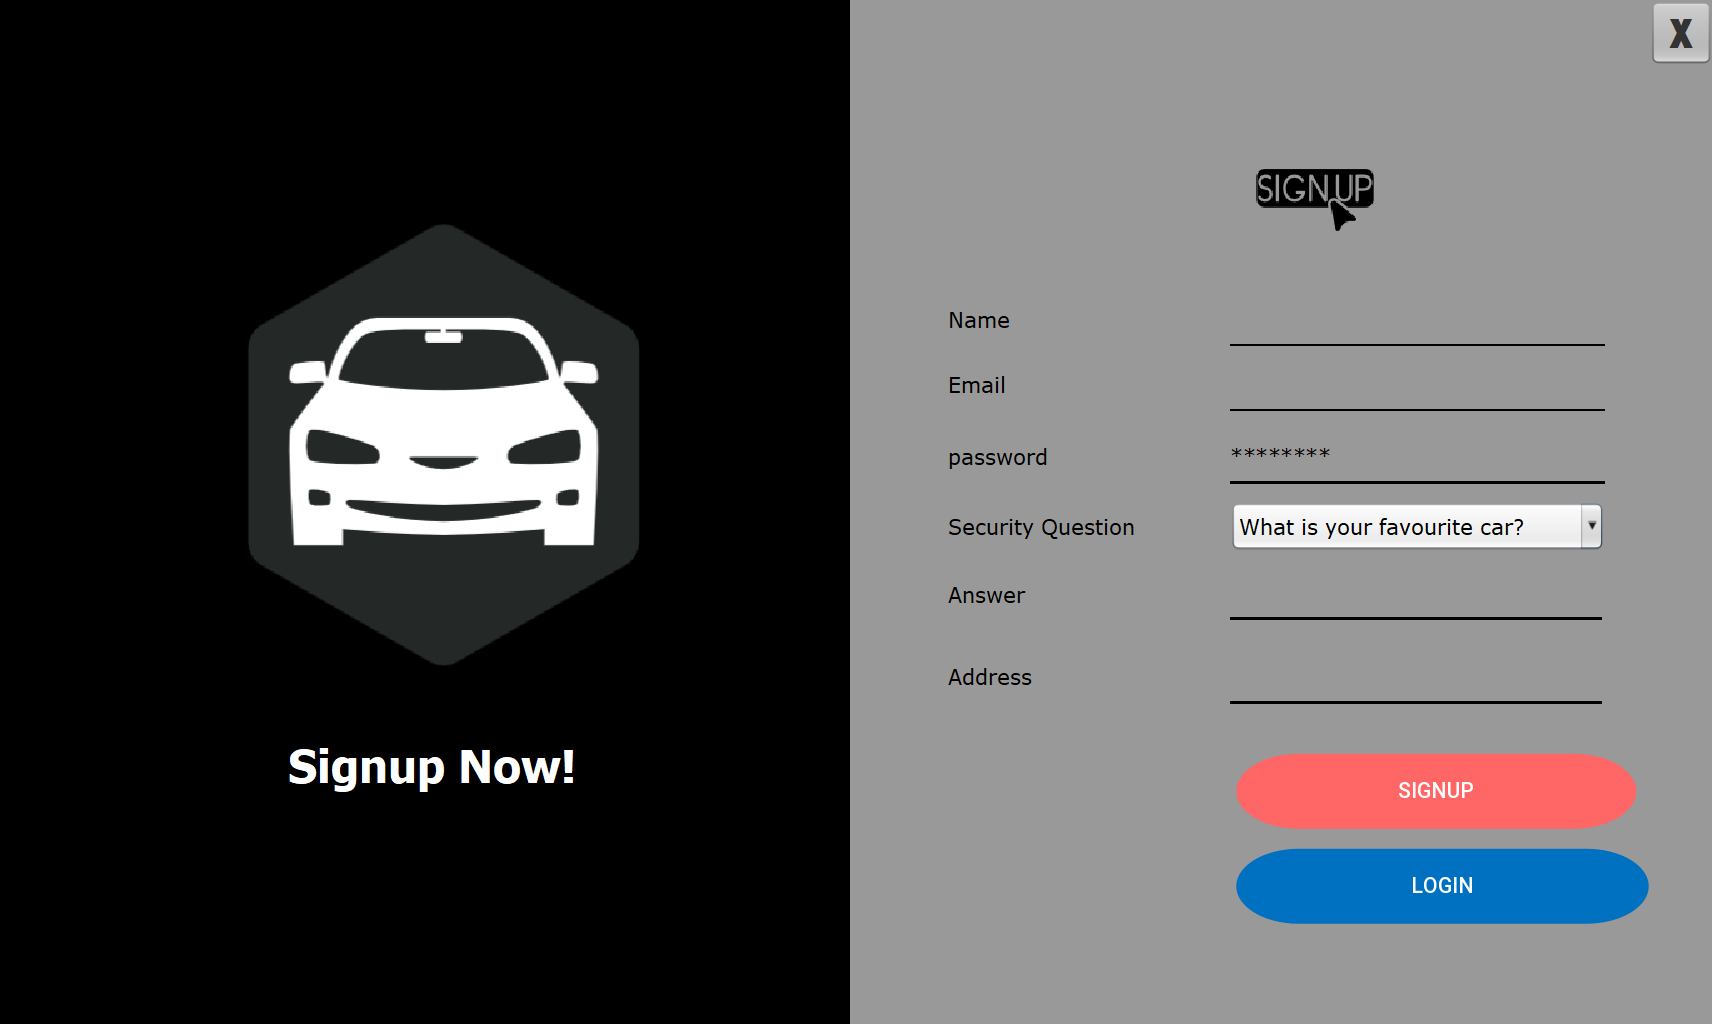 X
SIGNUP
Name
Email
password ********
Security Question What is your favourite car?
Answer
Address
Signup Now!
SIGNUP
LOGIN